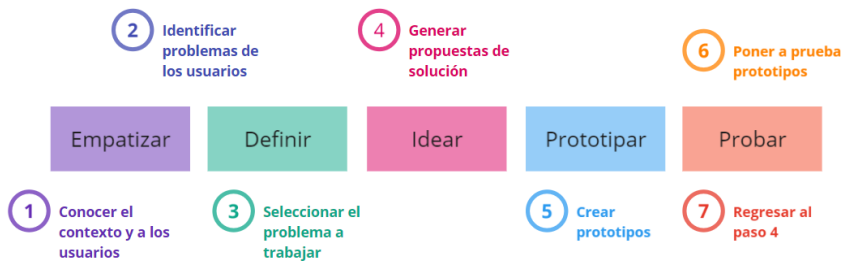 2
Identificar
problemas de
los usuarios
4
Generar
propuestas de
solución
6
Poner a prueba
prototipos
Empatizar
Definir
Idear
Prototipar
Probar
1
Conocer el
contexto y a los
usuarios
3
Seleccionar el
problema a
trabajar
5
Crear
prototipos
7
Regresar al
paso 4